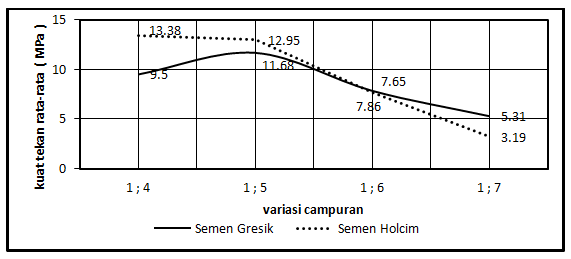 kuat tekan rata-rata ( MPa )
20
15
10
5
0
13.38
12.95
9.5
11.68
7.65
7.86
5.31
3.19
1 ; 4
1 ; 5
1 ; 6
1 ; 7
variasi campuran
Semen Gresik
Semen Holcim